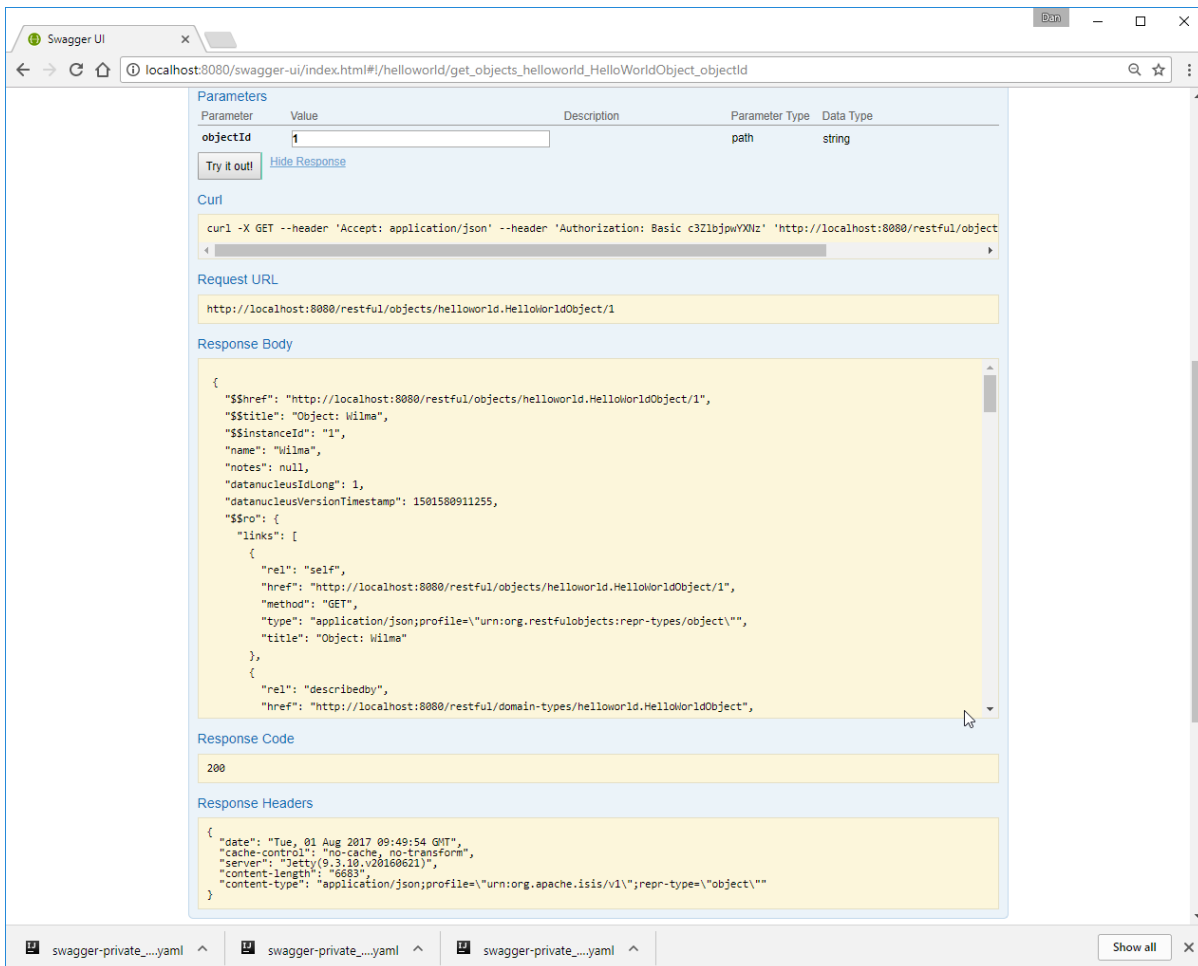 Dan
Swagger UI
localhost:8080/swagger-ui/index.html#!/helloworld/get_objects_helloworld_HelloWorldObject_objectId
Parameters
Parameter Value Description Parameter Type Data Type
objectId 1 path string
Try it out! Hide Response
Curl
curl -X GET --header 'Accept: application/json' --header 'Authorization: Basic c3ZlbjpwYXNz' 'http://localhost:8080/restful/object
Request URL
http://localhost:8080/restful/objects/helloworld.HelloWorldObject/1
Response Body
{
"$$href": "http://localhost:8080/restful/objects/helloworld.HelloWorldObject/1",
"$$title": "Object: Wilma",
"$$instanceId": "1",
"name": "Wilma",
"notes": null,
"datanucleusIdLong": 1,
"datanucleusVersionTimestamp": 1501580911255,
"$$ro": {
"links": [
{
"rel": "self",
"href": "http://localhost:8080/restful/objects/helloworld.HelloWorldObject/1",
"method": "GET",
"type": "application/json;profile=\"urn:org.restfulobjects:repr-types/object\"",
"title": "Object: Wilma"
},
{
"rel": "describedby",
"href": "http://localhost:8080/restful/domain-types/helloworld.HelloWorldObject",
Response Code
200
Response Headers
{
"date": "Tue, 01 Aug 2017 09:49:54 GMT",
"cache-control": "no-cache, no-transform",
"server": "Jetty(9.3.10.v20160621)",
"content-length": "6683",
"content-type": "application/json;profile=\"urn:org.apache.isis/v1\";repr-type=\"object\""
}
swagger-private_....yaml swagger-private_....yaml swagger-private_....yaml Show all